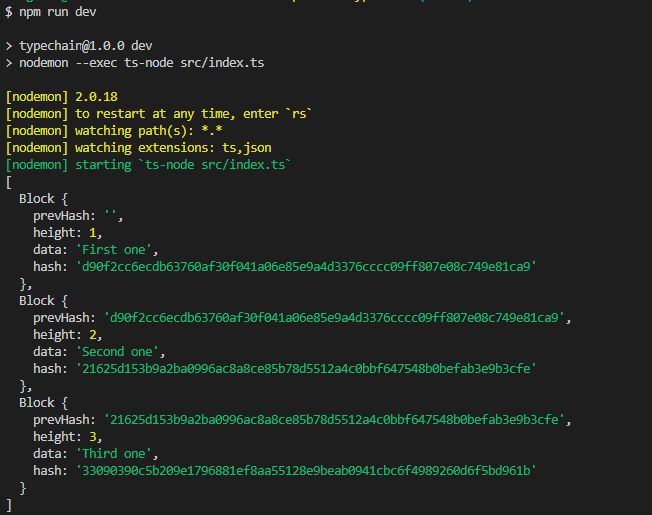 $ npm run dev
> typechain@1.0.0 dev
> nodemon --exec ts-node src/index.ts
[nodemon] 2.0.18
[nodemon] to restart at any time, enter `rs`
[nodemon] watching path(s): *.*
[nodemon] watching extensions: ts,json
[nodemon] starting `ts-node src/index.ts`
[
  Block {
    prevHash: '',
    height: 1,
    data: 'First one',
    hash: 'd90f2cc6ecdb63760af30f041a06e85e9a4d3376cccc09ff807e08c749e81ca9'
  },
  Block {
    prevHash: 'd90f2cc6ecdb63760af30f041a06e85e9a4d3376cccc09ff807e08c749e81ca9',
    height: 2,
    data: 'Second one',
    hash: '21625d153b9a2ba0996ac8a8ce85b78d5512a4c0bbf647548b0befab3e9b3cfe'
  },
  Block {
    prevHash: '21625d153b9a2ba0996ac8a8ce85b78d5512a4c0bbf647548b0befab3e9b3cfe',
    height: 3,
    data: 'Third one',
    hash: '33090390c5b209e1796881ef8aa55128e9beab0941cbc6f4989260d6f5bd961b'
  }
]